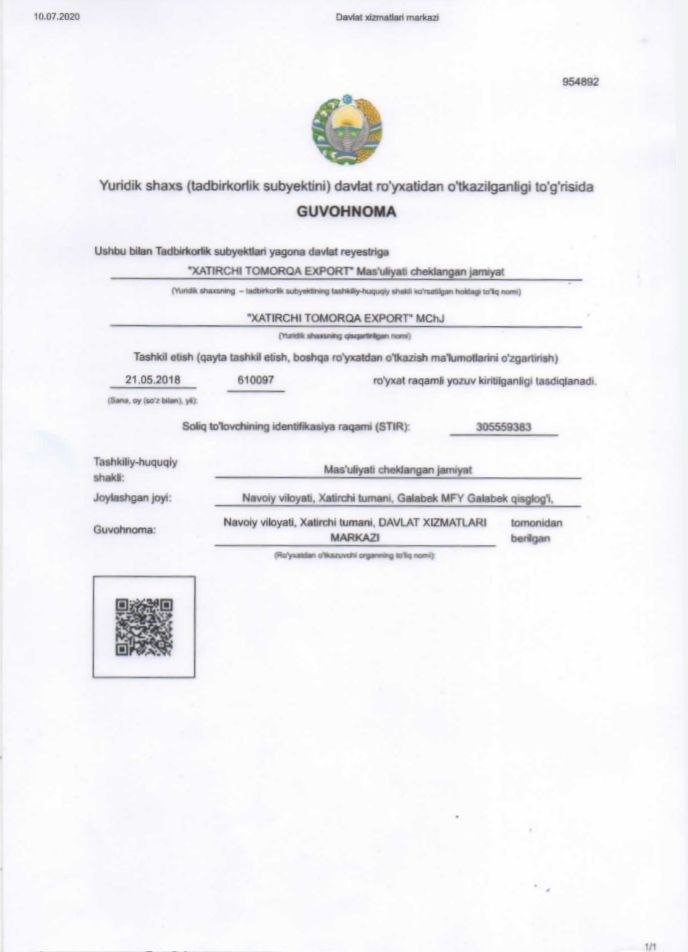 10.07.2020
Davlat xizmatlari markazi
954892
Yuridik shaxs (tadbirkorlik subyektini) davlat ro'yxatidan o'tkazilganligi to'g'risida
GUVOHNOMA
Ushbu bilan Tadbirkorlik subyektlari yagona davlat reyestriga
"XATIRCHI TOMORQA EXPORT" Mas'uliyati cheklangan jamiyat
(Yuridik shaxsning – tadbirkorlik subyektining tashkiliy-huquqiy shakli ko'rsatilgan holdagi to'liq nomi)
"XATIRCHI TOMORQA EXPORT" MChJ
(Yuridik shaxsning qisqartirilgan nomi)
Tashkil etish (qayta tashkil etish, boshqa ro'yxatdan o'tkazish ma'lumotlarini o'zgartirish)
21.05.2018 610097 ro'yxat raqamli yozuv kiritilganligi tasdiqlanadi.
(Sana, oy (so'z bilan), yil):
Soliq to'lovchining identifikasiya raqami (STIR): 305559383
Tashkiliy-huquqiy
shakli:
Mas'uliyati cheklangan jamiyat
Joylashgan joyi: Navoiy viloyati, Xatirchi tumani, Galabek MFY Galabek qisglog'i,
Guvohnoma:
Navoiy viloyati, Xatirchi tumani, DAVLAT XIZMATLARI
MARKAZI
tomonidan
berilgan
(Ro'yxatdan o'tkazuvchi organning to'liq nomi):
1/1